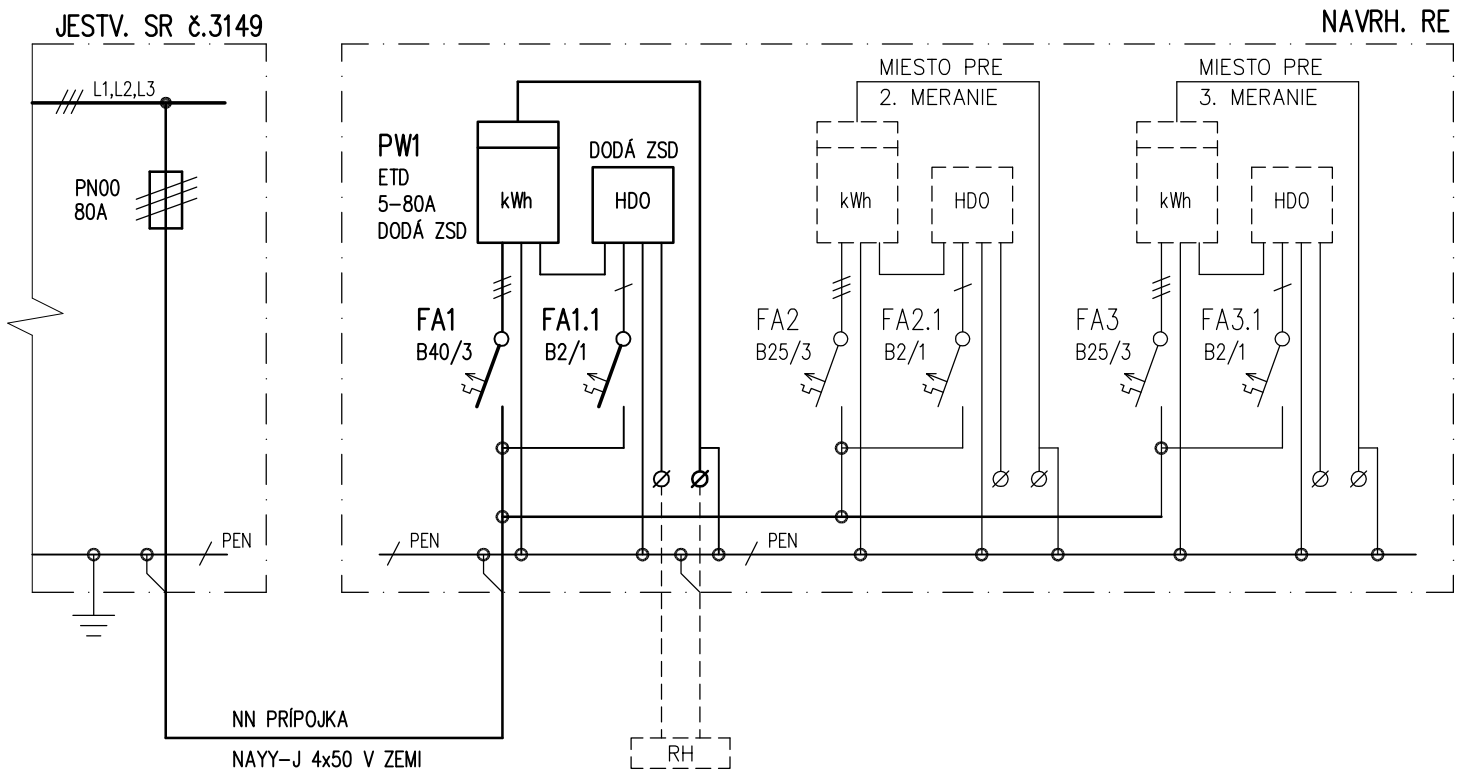 JESTV. SR č.3149
NAVRH. RE
L1,L2,L3
PN00
80A
PEN
PW1
ETD
5-80A
DODÁ ZSD
kWh
DODÁ ZSD
HDO
FA1
B40/3
FA1.1
B2/1
MIESTO PRE
2. MERANIE
kWh
HDO
FA2
B25/3
FA2.1
B2/1
MIESTO PRE
3. MERANIE
kWh
HDO
FA3
B25/3
FA3.1
B2/1
PEN
PEN
NN PRÍPOJKA
NAYY-J 4x50 V ZEMI
RH